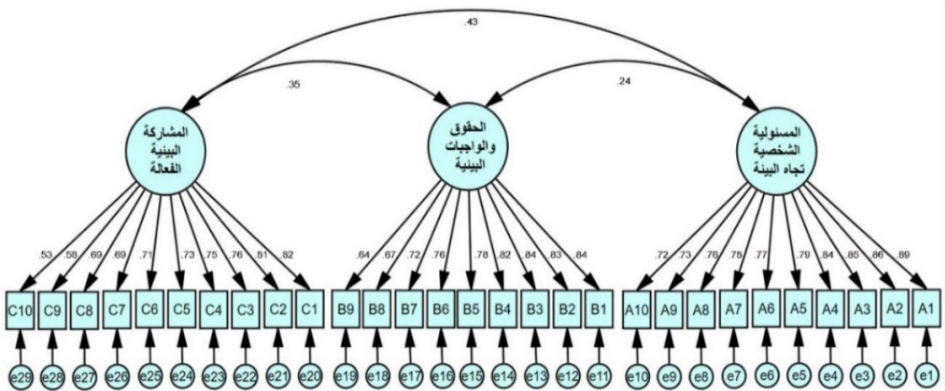 .43
.35
.24
المشاركة
البيئية
الفعالة
الحقوق
والواجبات
البيئية
المسئولية
الشخصية
تجاه البيئة
.53 .58 .69 .69 .71 .73 .75 .76 .51 .82
.64 .67 .72 .76 .78 .82 .84 .83 .84
.72 .73 .76 .78 .77 .79 .84 .85 .86 .89
C10 C9 C8 C7 C6 C5 C4 C3 C2 C1
B9 B8 B7 B6 B5 B4 B3 B2 B1
A10 A9 A8 A7 A6 A5 A4 A3 A2 A1
e29 e28 e27 e26 e25 e24 e23 e22 e21 e20
e19 e18 e17 e16 e15 e14 e13 e12 e11
e10 e9 e8 e7 e6 e5 e4 e3 e2 e1